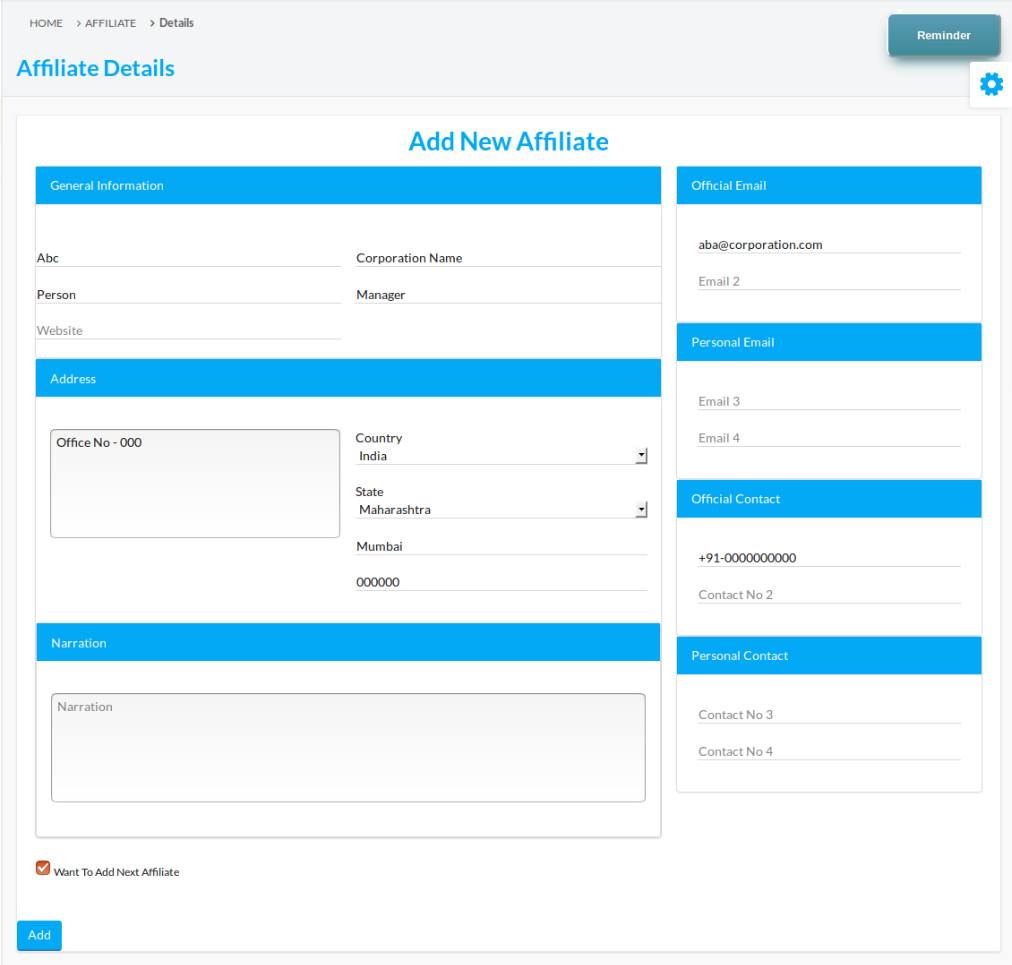 HOME > AFFILIATE > Details
Reminder
Affiliate Details
Add New Affiliate
General Information
Abc
Corporation Name
Person
Manager
Website
Address
Office No - 000
Country
India
State
Maharashtra
Mumbai
000000
Narration
Narration
Want To Add Next Affiliate
Add
Official Email
aba@corporation.com
Email 2
Personal Email
Email 3
Email 4
Official Contact
+91-0000000000
Contact No 2
Personal Contact
Contact No 3
Contact No 4